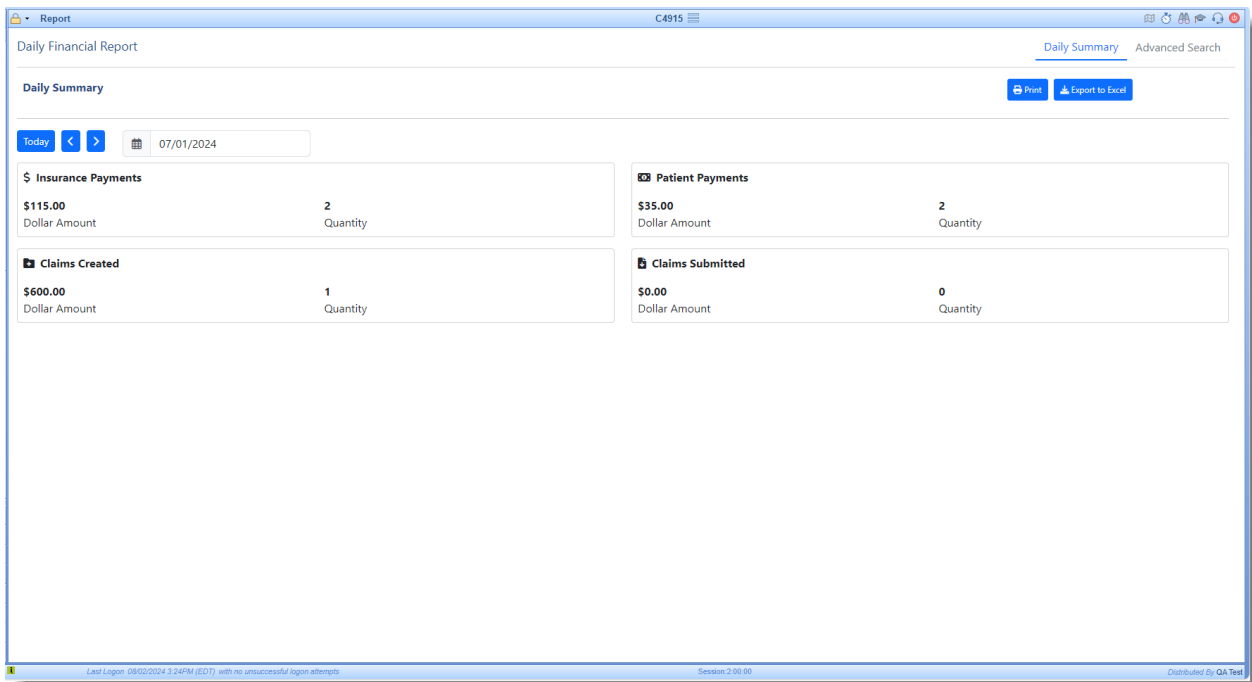 Report C4915
Daily Financial Report Daily Summary Advanced Search
Daily Summary Print Export to Excel
Today 07/01/2024
$ Insurance Payments
$115.00 2
Dollar Amount Quantity
Patient Payments
$35.00 2
Dollar Amount Quantity
Claims Created
$600.00 1
Dollar Amount Quantity
Claims Submitted
$0.00 0
Dollar Amount Quantity
Last Logon 08/02/2024 3:24PM (EDT) with no unsuccessful logon attempts Session:2:00:00 Distributed By QA Test